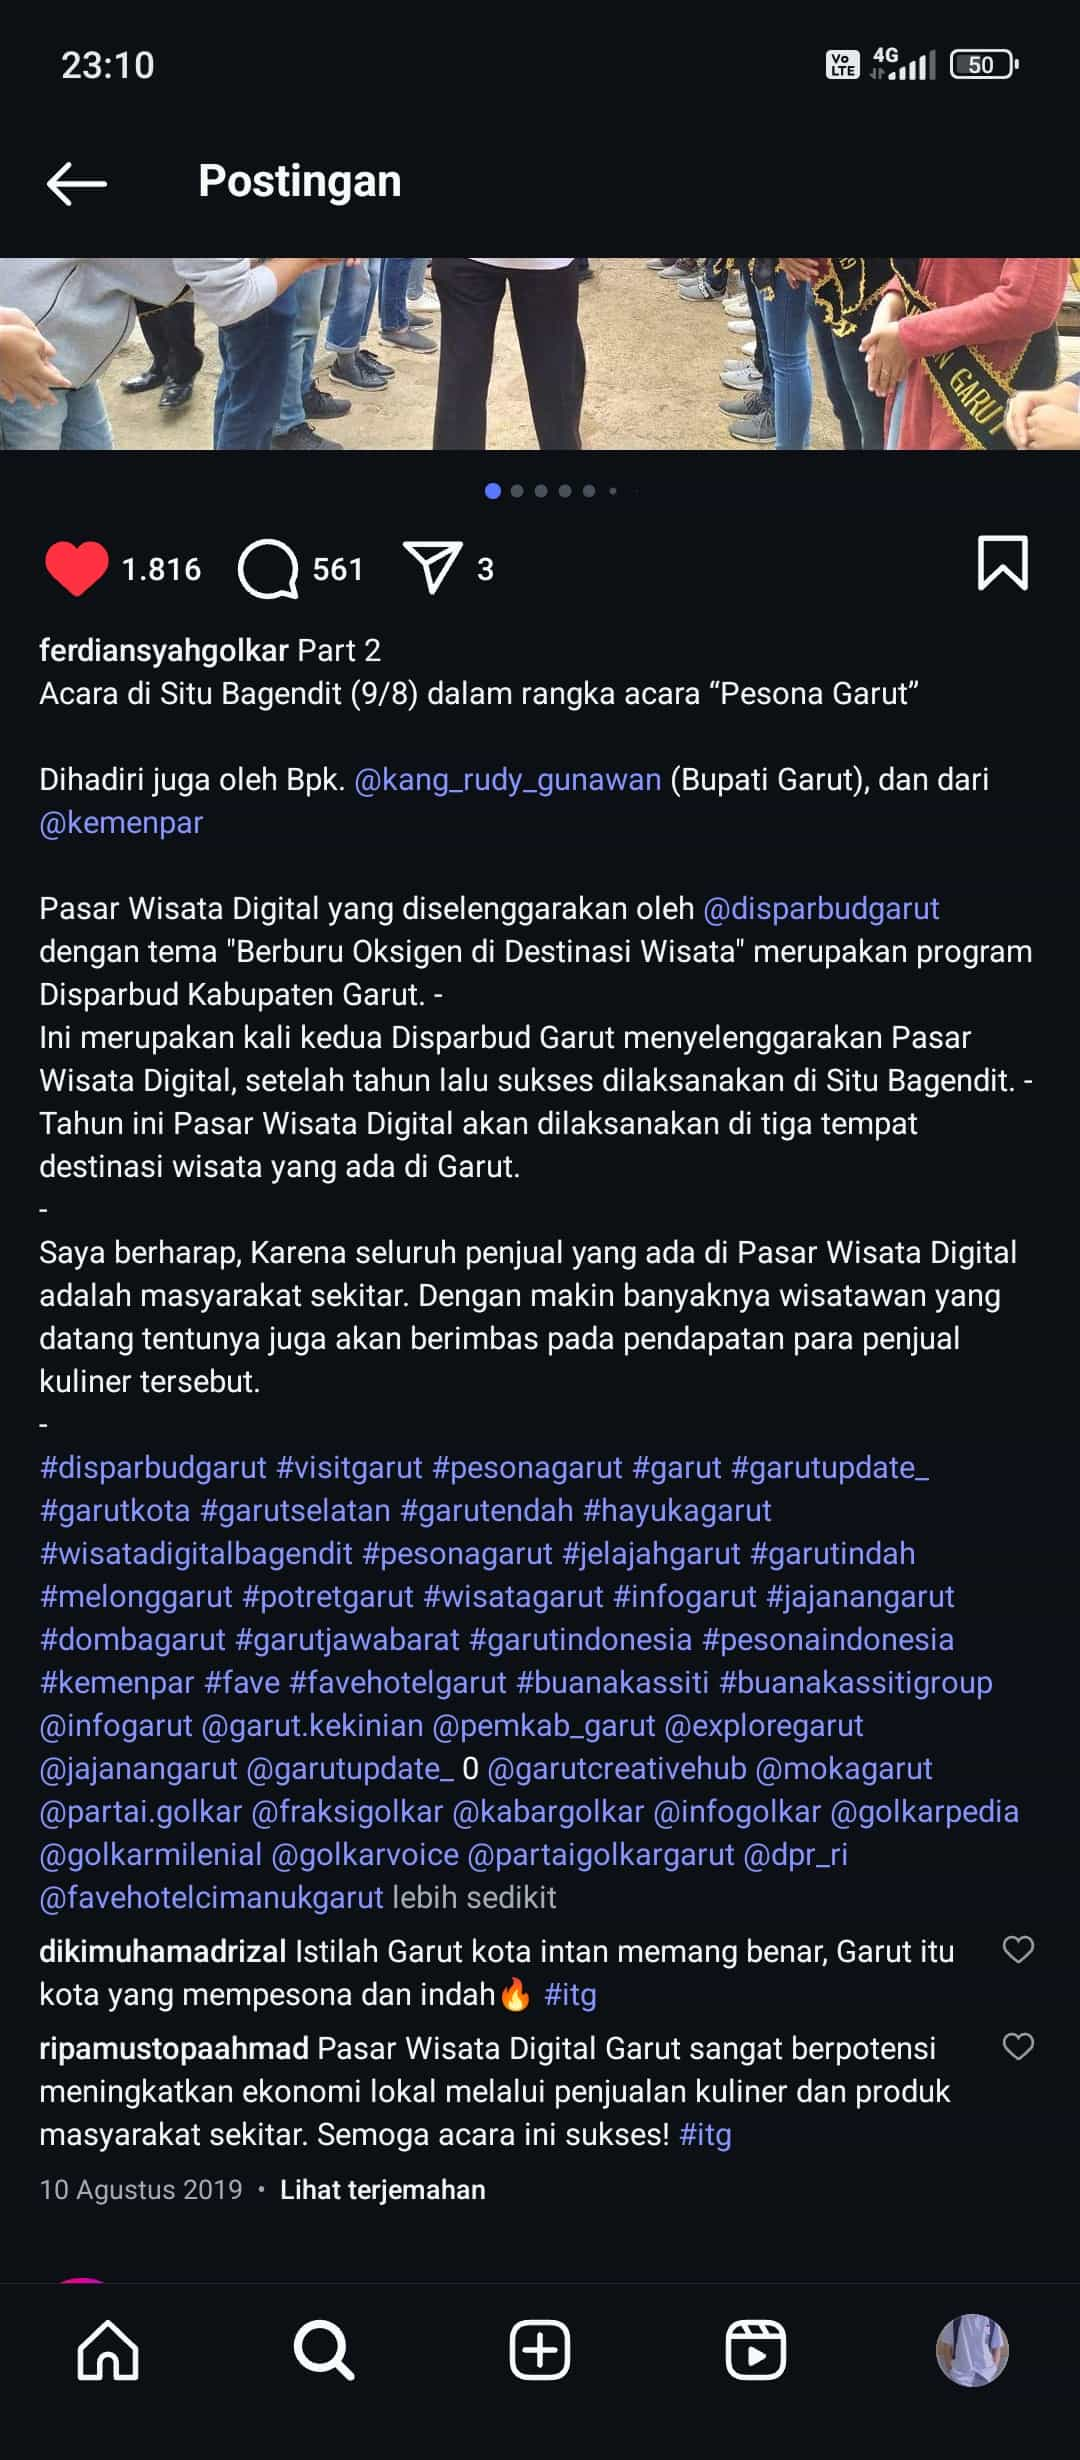 23:10
Vo LTE 4G 50
Postingan
N GARUT
1.816 561 3
ferdiansyahgolkar Part 2
Acara di Situ Bagendit (9/8) dalam rangka acara “Pesona Garut”
Dihadiri juga oleh Bpk. @kang_rudy_gunawan (Bupati Garut), dan dari
@kemenpar
Pasar Wisata Digital yang diselenggarakan oleh @disparbudgarut
dengan tema "Berburu Oksigen di Destinasi Wisata" merupakan program
Disparbud Kabupaten Garut. -
Ini merupakan kali kedua Disparbud Garut menyelenggarakan Pasar
Wisata Digital, setelah tahun lalu sukses dilaksanakan di Situ Bagendit. -
Tahun ini Pasar Wisata Digital akan dilaksanakan di tiga tempat
destinasi wisata yang ada di Garut.
-
Saya berharap, Karena seluruh penjual yang ada di Pasar Wisata Digital
adalah masyarakat sekitar. Dengan makin banyaknya wisatawan yang
datang tentunya juga akan berimbas pada pendapatan para penjual
kuliner tersebut.
-
#disparbudgarut #visitgarut #pesonagarut #garut #garutupdate_
#garutkota #garutselatan #garutendah #hayukagarut
#wisatadigitalbagendit #pesonagarut #jelajahgarut #garutindah
#melonggarut #potretgarut #wisatagarut #infogarut #jajanangarut
#dombagarut #garutjawabarat #garutindonesia #pesonaindonesia
#kemenpar #fave #favehotelgarut #buanakassiti #buanakassitigroup
@infogarut @garut.kekinian @pemkab_garut @exploregarut
@jajanangarut @garutupdate_ 0 @garutcreativehub @mokagarut
@partai.golkar @fraksigolkar @kabargolkar @infogolkar @golkarpedia
@golkarmilenial @golkarvoice @partaigolkargarut @dpr_ri
@favehotelcimanukgarut lebih sedikit
dikimuhamadrizal Istilah Garut kota intan memang benar, Garut itu
kota yang mempesona dan indah🔥 #itg
ripamustopaahmad Pasar Wisata Digital Garut sangat berpotensi
meningkatkan ekonomi lokal melalui penjualan kuliner dan produk
masyarakat sekitar. Semoga acara ini sukses! #itg
10 Agustus 2019 • Lihat terjemahan